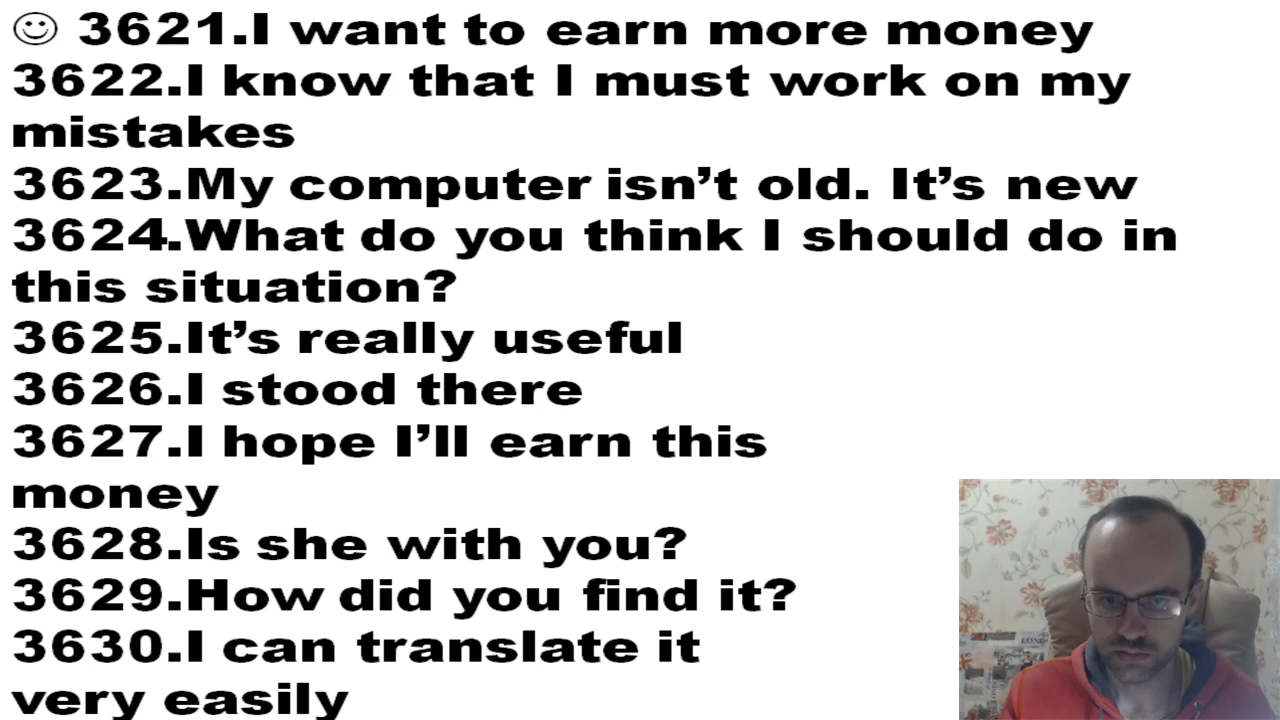 ☺ 3621.I want to earn more money
3622.I know that I must work on my
mistakes
3623.My computer isn’t old. It’s new
3624.What do you think I should do in
this situation?
3625.It’s really useful
3626.I stood there
3627.I hope I’ll earn this
money
3628.Is she with you?
3629.How did you find it?
3630.I can translate it
very easily